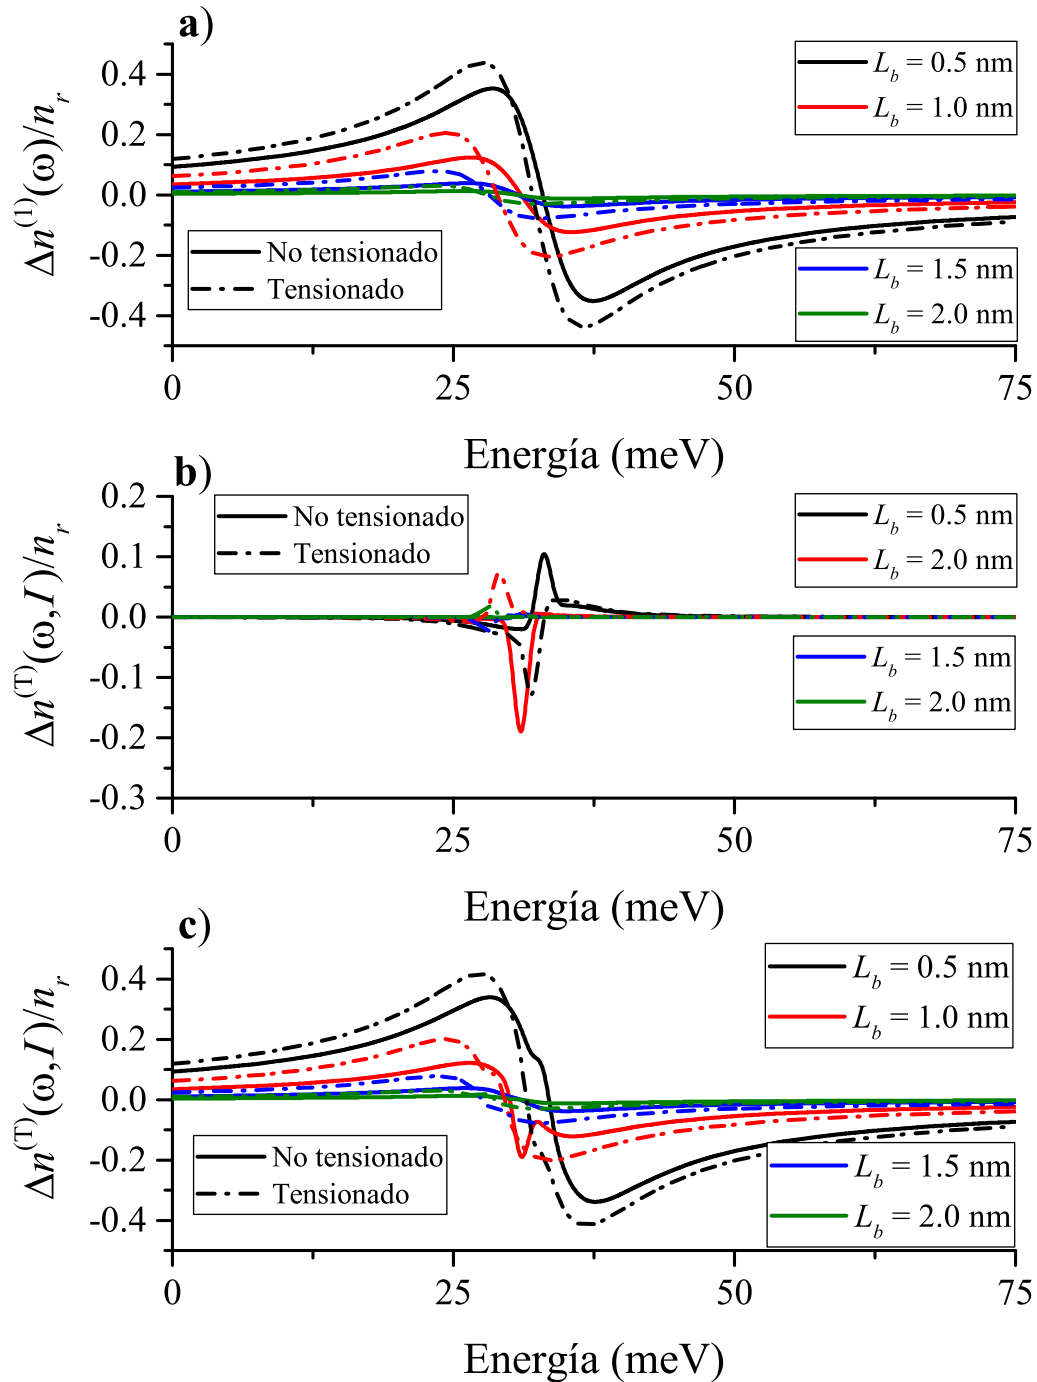 a)
Δn⁽¹⁾(ω)/nᵣ
0.4
0.2
0.0
-0.2
-0.4
L_b = 0.5 nm
L_b = 1.0 nm
No tensionado
Tensionado
L_b = 1.5 nm
L_b = 2.0 nm
0 25 50 75
Energía (meV)
b)
Δn⁽ᵀ⁾(ω,I)/nᵣ
0.2
0.1
0.0
-0.1
-0.2
-0.3
No tensionado
Tensionado
L_b = 0.5 nm
L_b = 2.0 nm
L_b = 1.5 nm
L_b = 2.0 nm
0 25 50 75
Energía (meV)
c)
Δn⁽ᵀ⁾(ω,I)/nᵣ
0.4
0.2
0.0
-0.2
-0.4
L_b = 0.5 nm
L_b = 1.0 nm
No tensionado
Tensionado
L_b = 1.5 nm
L_b = 2.0 nm
0 25 50 75
Energía (meV)